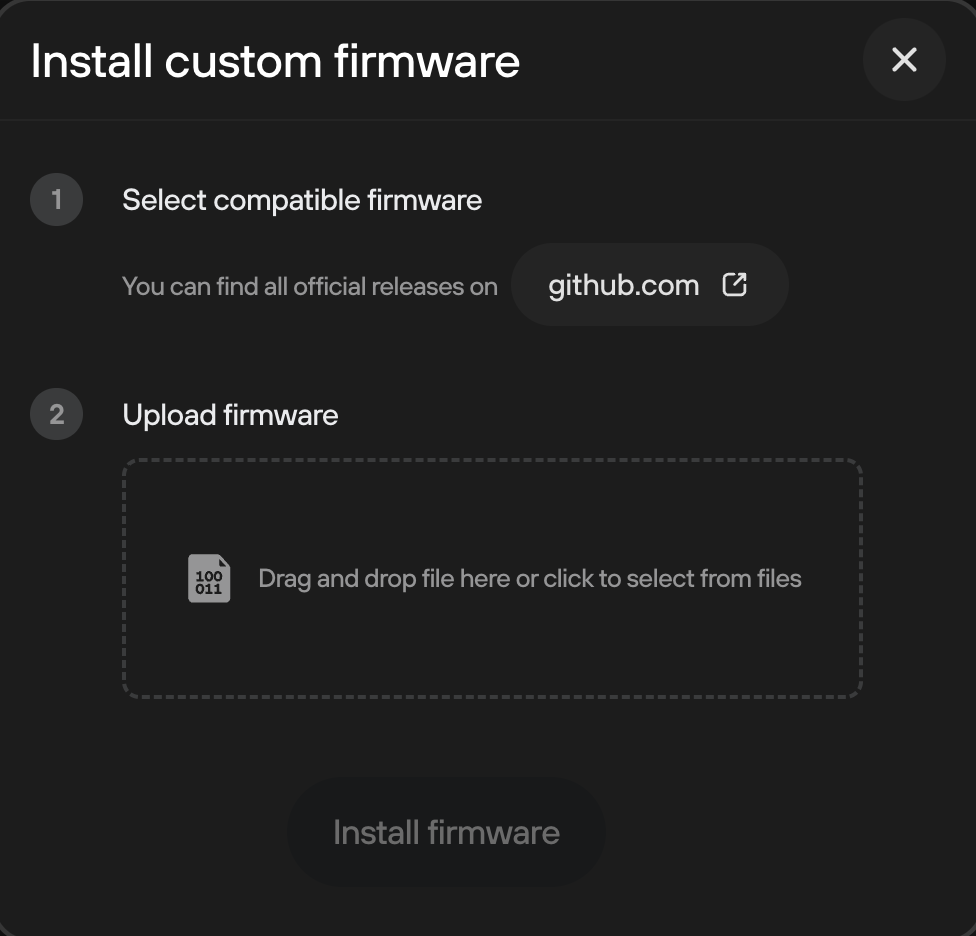 Install custom firmware
1
Select compatible firmware
You can find all official releases on github.com
2
Upload firmware
100
011
Drag and drop file here or click to select from files
Install firmware